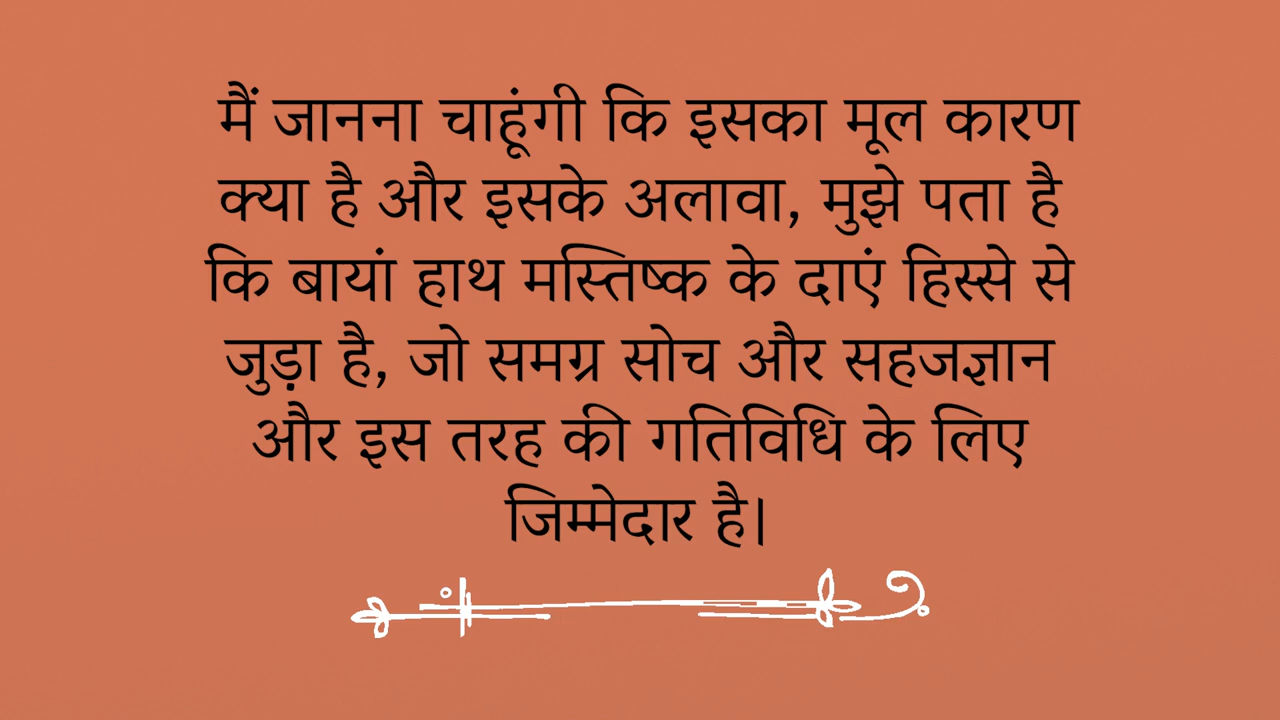 मैं जानना चाहूंगी कि इसका मूल कारण
क्या है और इसके अलावा, मुझे पता है
कि बायां हाथ मस्तिष्क के दाएं हिस्से से
जुड़ा है, जो समग्र सोच और सहजज्ञान
और इस तरह की गतिविधि के लिए
जिम्मेदार है।